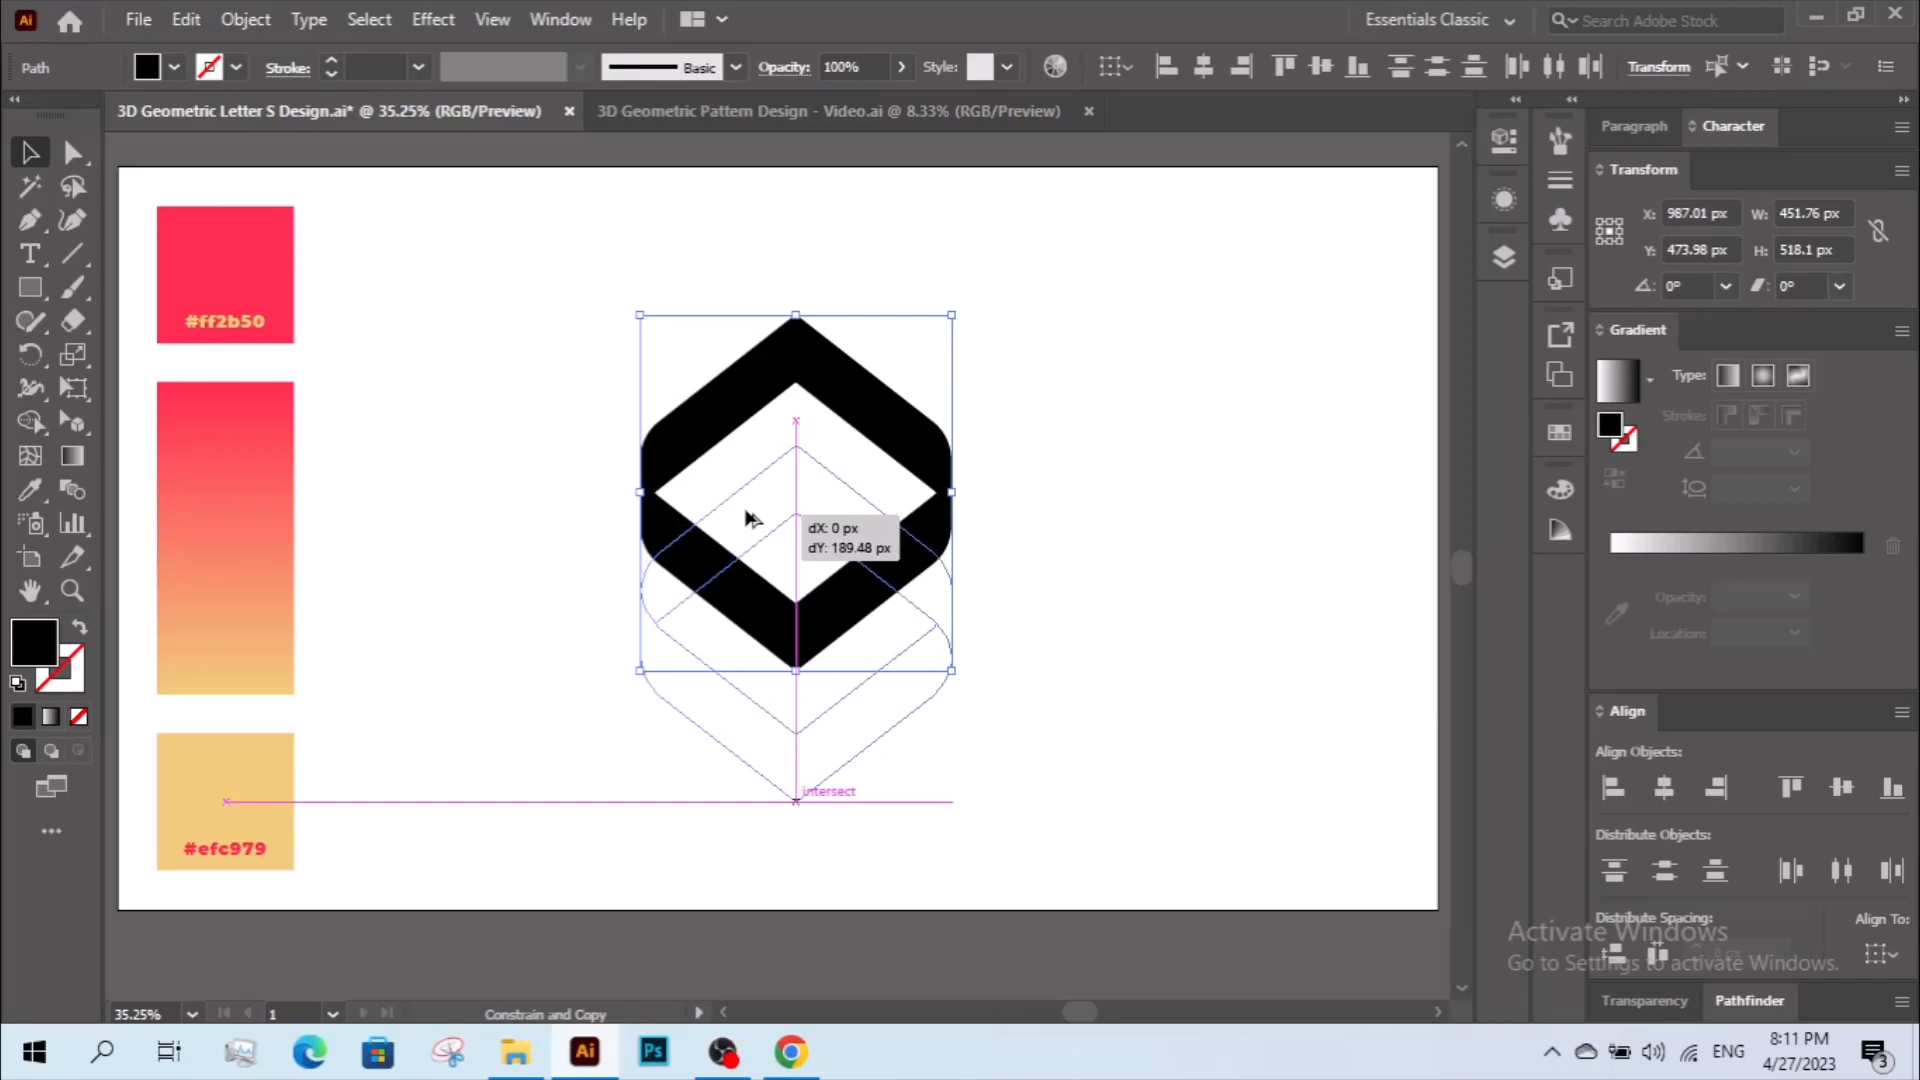 Ai File Edit Object Type Select Effect View Window Help Essentials Classic Search Adobe Stock
Path Stroke: Basic Opacity: 100% Style: Transform
3D Geometric Letter S Design.ai* @ 35.25% (RGB/Preview) 3D Geometric Pattern Design - Video.ai @ 8.33% (RGB/Preview)
Paragraph Character
Transform
X: 987.01 px W: 451.76 px
Y: 473.98 px H: 518.1 px
0° 0°
Gradient
Type:
Stroke:
Opacity:
Location:
#ff2b50
dX: 0 px
dY: 189.48 px
intersect
#efc979
Align
Align Objects:
Distribute Objects:
Distribute Spacing: Align To:
Activate Windows
Go to Settings to activate Windows.
Transparency Pathfinder
35.25% 1 Constrain and Copy
Ai Ps ENG 8:11 PM
4/27/2023
3